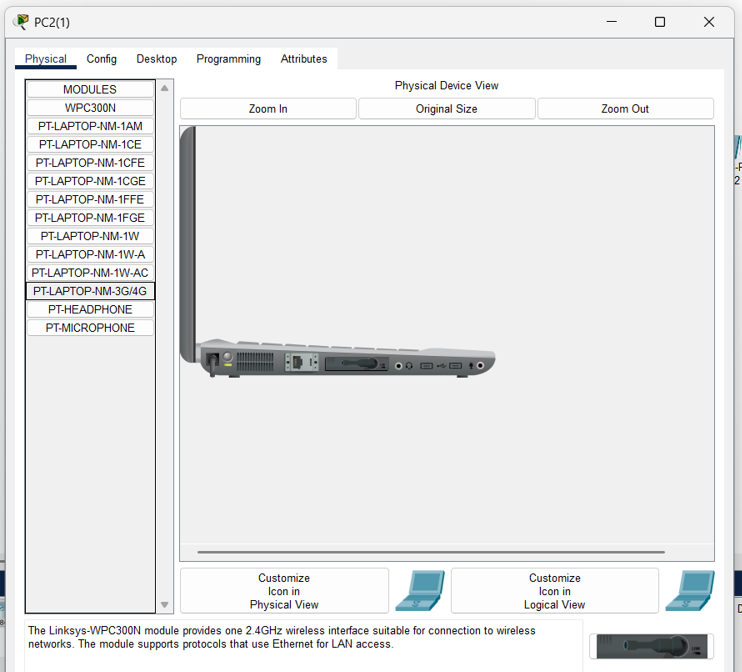 PC2(1)
Physical Config Desktop Programming Attributes
MODULES
WPC300N
PT-LAPTOP-NM-1AM
PT-LAPTOP-NM-1CE
PT-LAPTOP-NM-1CFE
PT-LAPTOP-NM-1CGE
PT-LAPTOP-NM-1FFE
PT-LAPTOP-NM-1FGE
PT-LAPTOP-NM-1W
PT-LAPTOP-NM-1W-A
PT-LAPTOP-NM-1W-AC
PT-LAPTOP-NM-3G/4G
PT-HEADPHONE
PT-MICROPHONE
Physical Device View
Zoom In Original Size Zoom Out
Customize
Icon in
Physical View
Customize
Icon in
Logical View
The Linksys-WPC300N module provides one 2.4GHz wireless interface suitable for connection to wireless
networks. The module supports protocols that use Ethernet for LAN access.